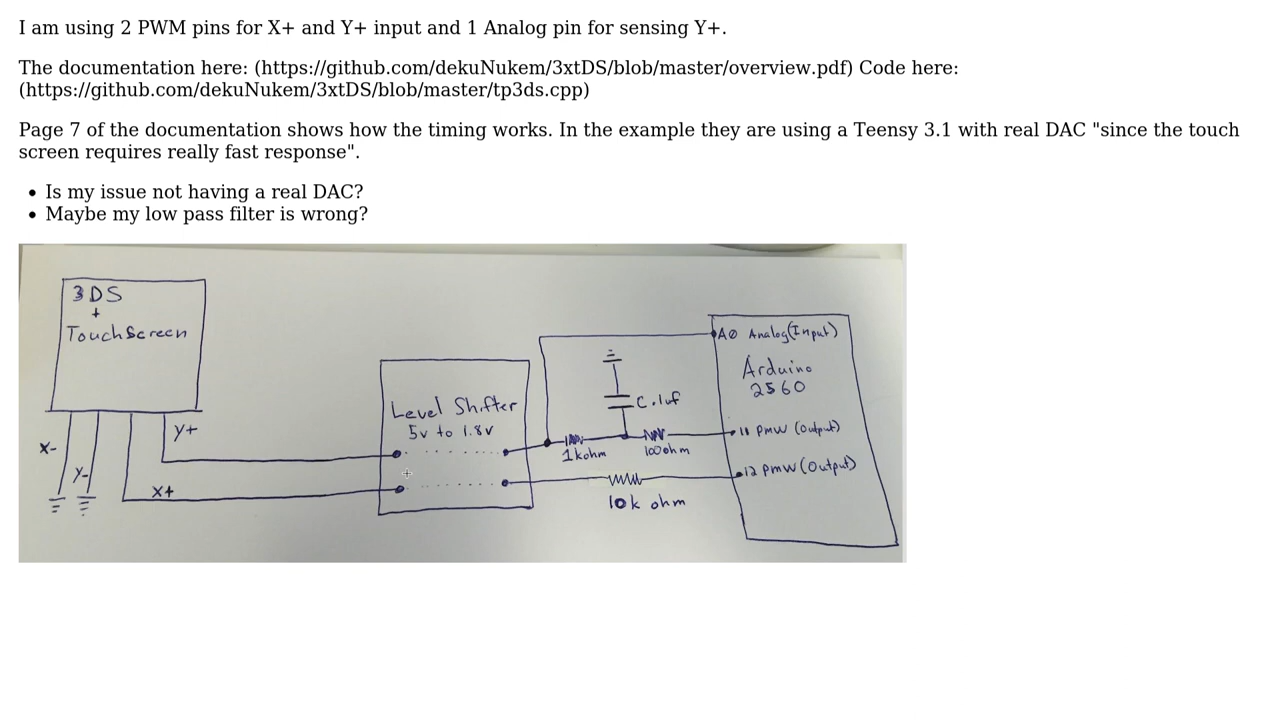 I am using 2 PWM pins for X+ and Y+ input and 1 Analog pin for sensing Y+.
The documentation here: (https://github.com/dekuNukem/3xtDS/blob/master/overview.pdf) Code here:
(https://github.com/dekuNukem/3xtDS/blob/master/tp3ds.cpp)
Page 7 of the documentation shows how the timing works. In the example they are using a Teensy 3.1 with real DAC "since the touch
screen requires really fast response".
• Is my issue not having a real DAC?
• Maybe my low pass filter is wrong?
3DS
+
TouchScreen
A0 Analog(Input)
Arduino
2560
C.1uf
Level Shifter
5v to 1.8v
Y+
11 PMW (Output)
1kohm
100ohm
X-
Y-
12 PMW (Output)
X+
10k ohm